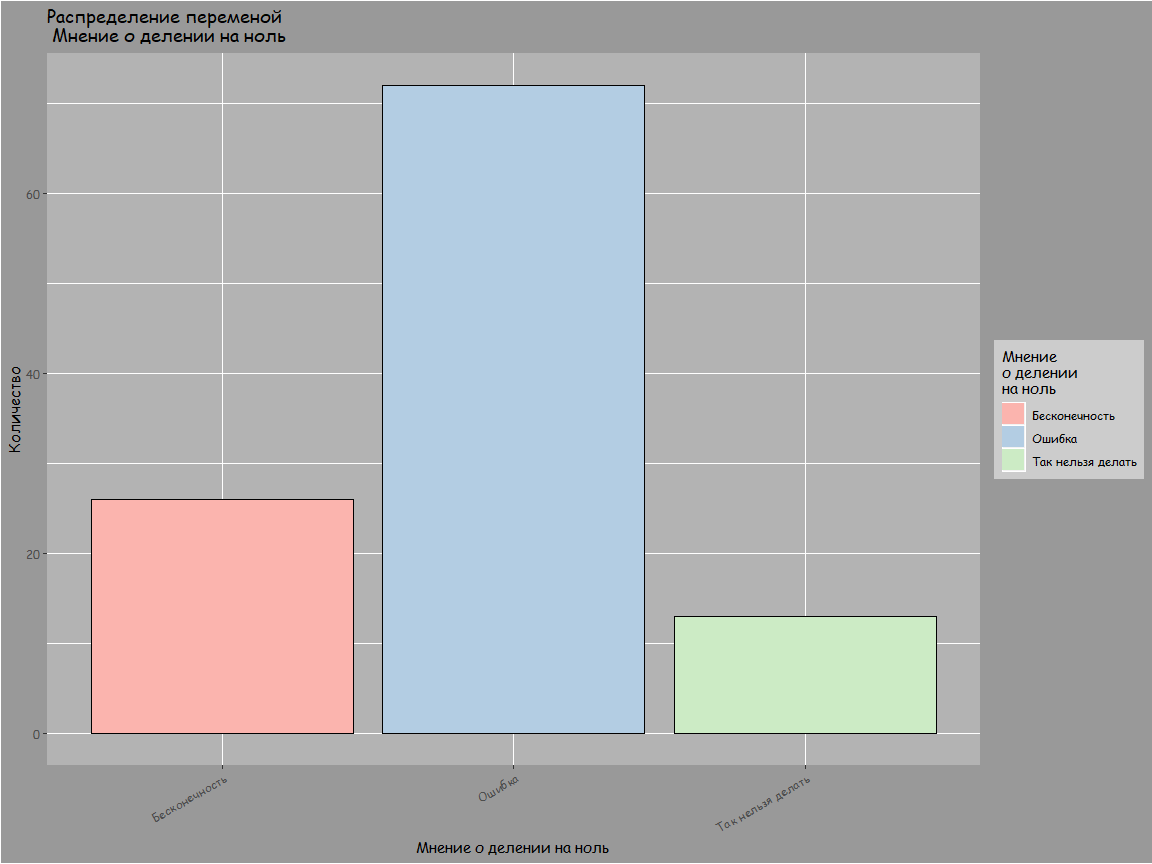 Распределение переменой
Мнение о делении на ноль
Количество
60
40
20
0
Бесконечность
Ошибка
Так нельзя делать
Мнение о делении на ноль
Мнение
о делении
на ноль
Бесконечность
Ошибка
Так нельзя делать